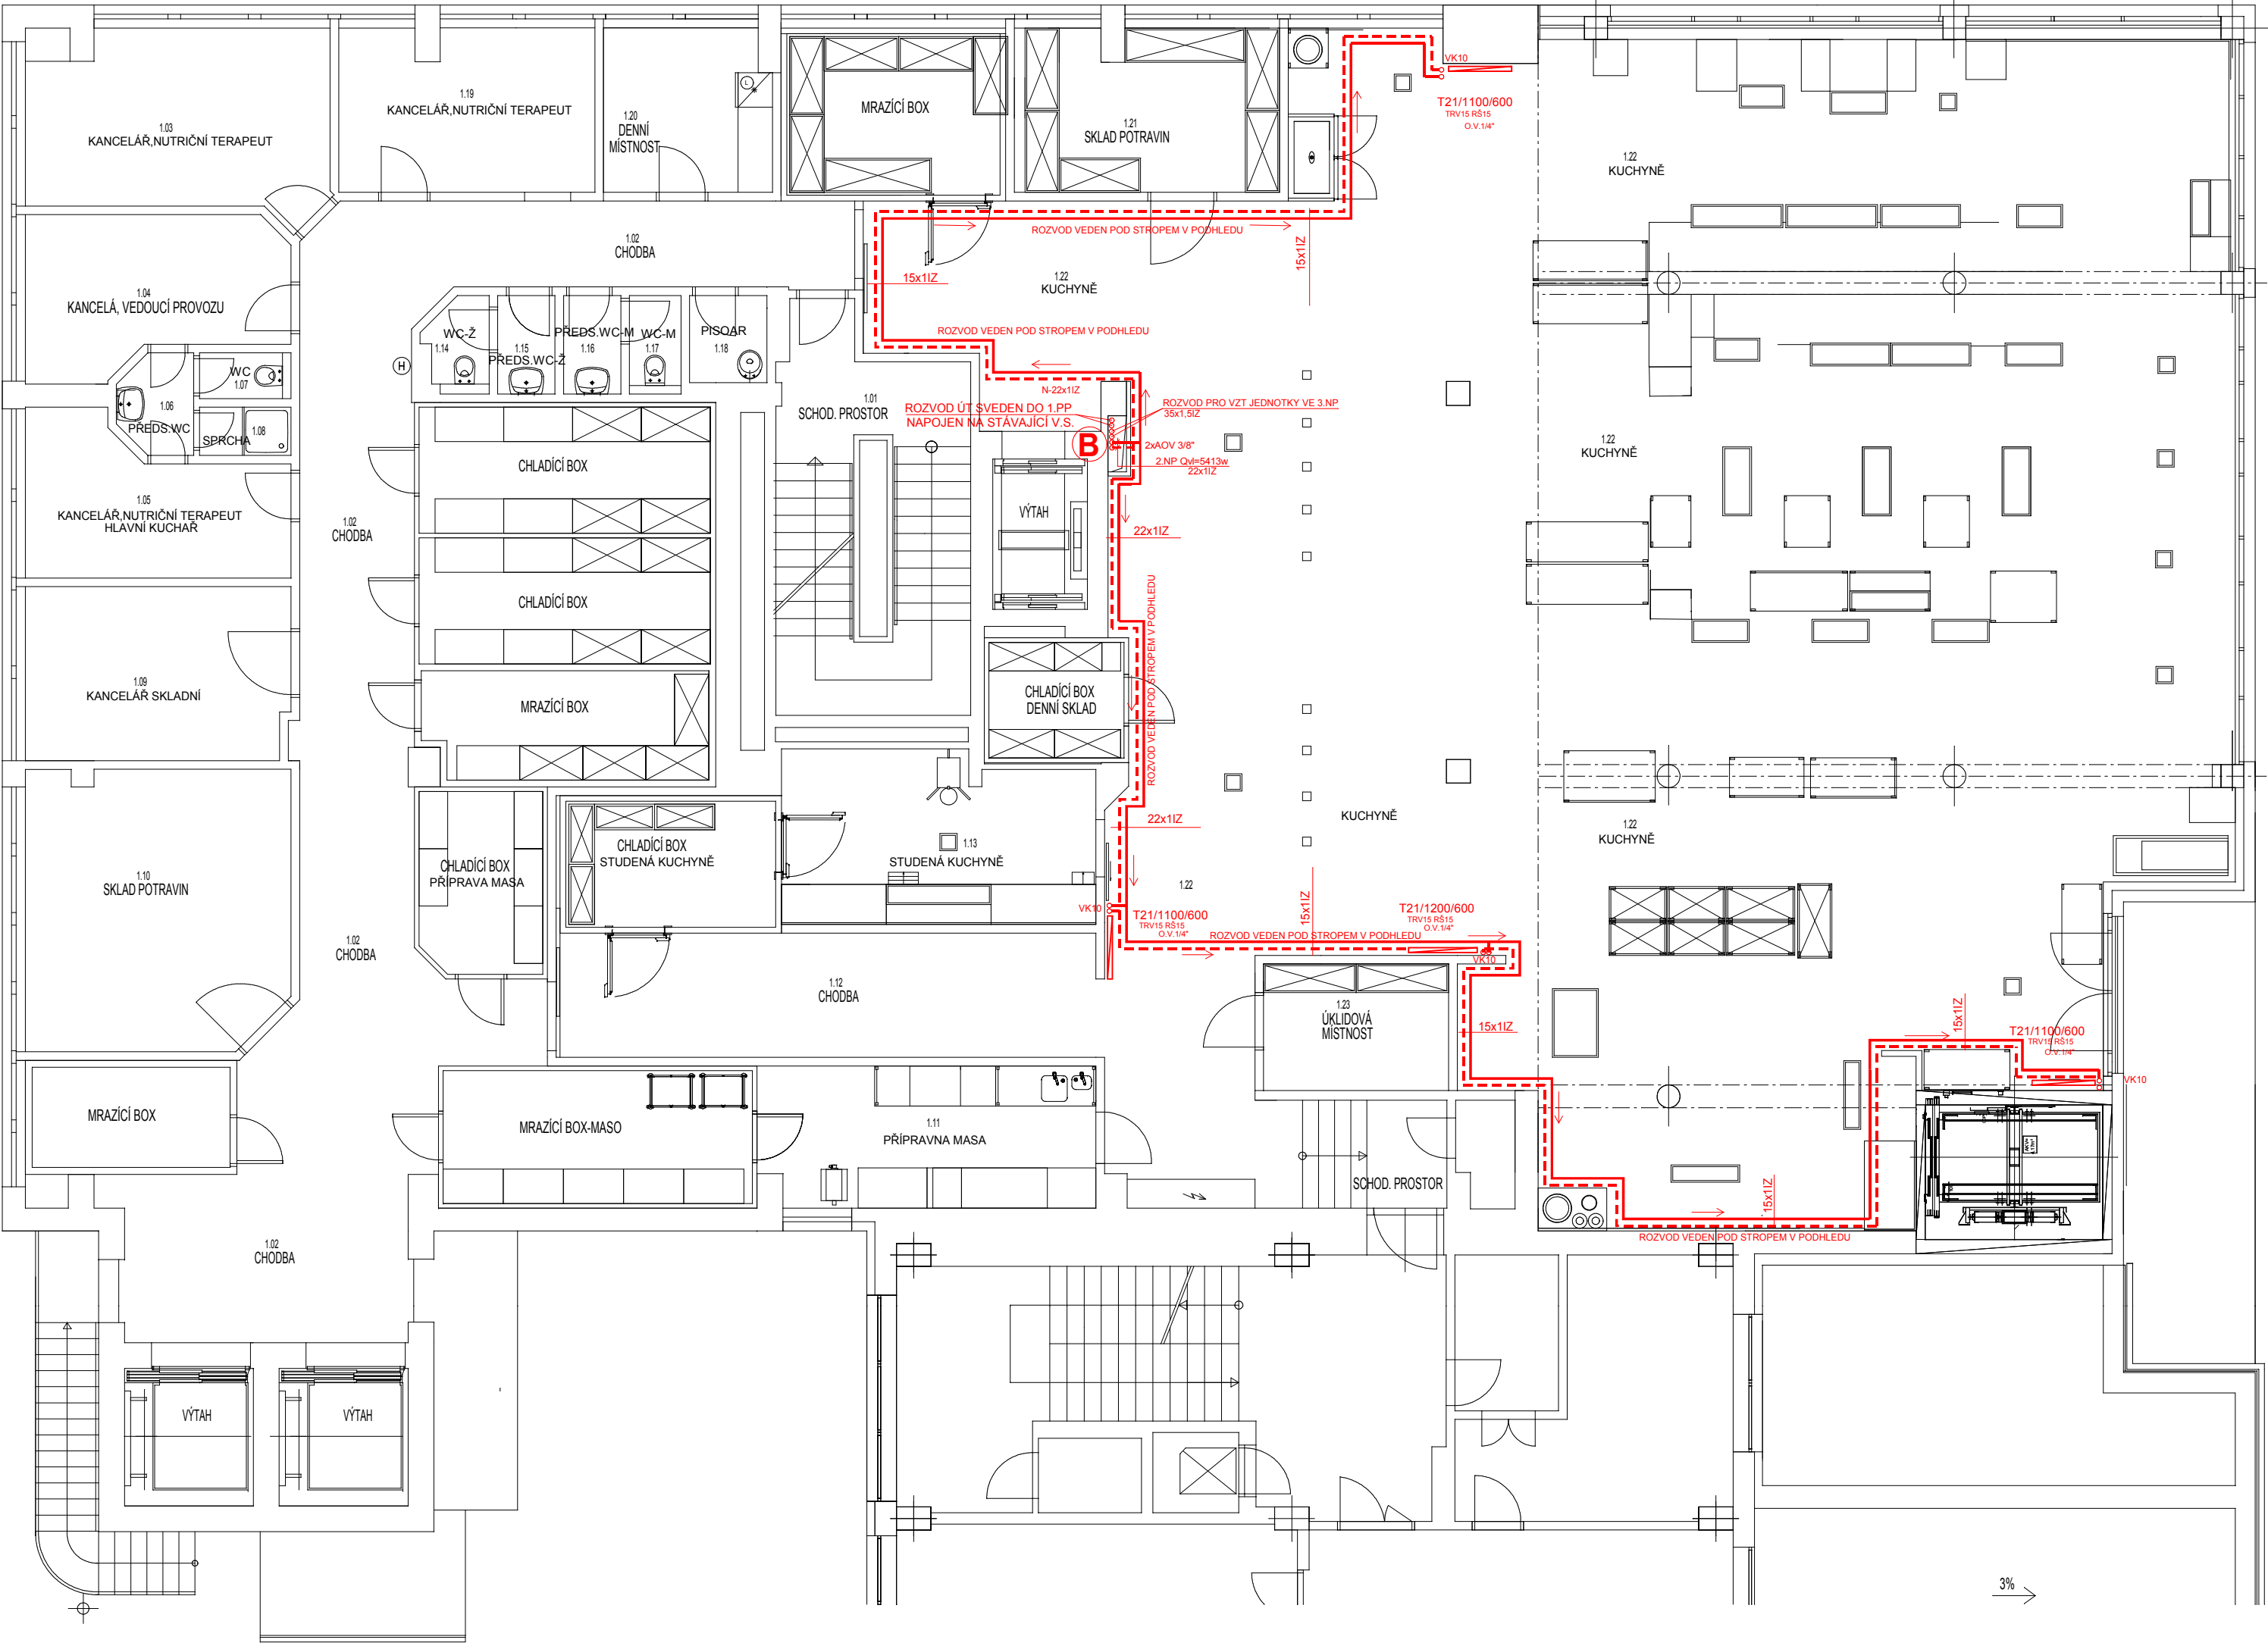 1.03
KANCELÁŘ,NUTRIČNÍ TERAPEUT
1.19
KANCELÁŘ,NUTRIČNÍ TERAPEUT
1.20
DENNÍ
MÍSTNOST
L
MRAZÍCÍ BOX
1.21
SKLAD POTRAVIN
VK10
T21/1100/600
TRV15 RŠ15
O.V.1/4"
1.22
KUCHYNĚ
1.02
CHODBA
ROZVOD VEDEN POD STROPEM V PODHLEDU
15x1IZ
15x1IZ
1.22
KUCHYNĚ
1.04
KANCELÁ, VEDOUCÍ PROVOZU
WC-Ž
1.14
1.15
PŘEDS.WC-Ž
PŘEDS.WC-M
1.16
WC-M
1.17
PISOAR
1.18
H
ROZVOD VEDEN POD STROPEM V PODHLEDU
WC
1.07
1.06
PŘEDS.WC
SPRCHA
1.08
1.01
SCHOD. PROSTOR
N-22x1IZ
ROZVOD ÚT SVEDEN DO 1.PP
NAPOJEN NA STÁVAJÍCÍ V.S.
ROZVOD PRO VZT JEDNOTKY VE 3.NP
35x1,5IZ
B
2xAOV 3/8"
2.NP Qvl=5413w
22x1IZ
1.22
KUCHYNĚ
CHLADÍCÍ BOX
1.05
KANCELÁŘ,NUTRIČNÍ TERAPEUT
HLAVNÍ KUCHAŘ
1.02
CHODBA
VÝTAH
22x1IZ
ROZVOD VEDEN POD STROPEM V PODHLEDU
CHLADÍCÍ BOX
1.09
KANCELÁŘ SKLADNÍ
MRAZÍCÍ BOX
CHLADÍCÍ BOX
DENNÍ SKLAD
22x1IZ
KUCHYNĚ
1.22
KUCHYNĚ
1.10
SKLAD POTRAVIN
CHLADÍCÍ BOX
PŘÍPRAVA MASA
CHLADÍCÍ BOX
STUDENÁ KUCHYNĚ
1.13
STUDENÁ KUCHYNĚ
1.22
VK10
T21/1100/600
TRV15 RŠ15
O.V.1/4"
15x1IZ
T21/1200/600
TRV15 RŠ15
O.V.1/4"
ROZVOD VEDEN POD STROPEM V PODHLEDU
VK10
1.02
CHODBA
1.12
CHODBA
1.23
ÚKLIDOVÁ
MÍSTNOST
15x1IZ
15x1IZ
T21/1100/600
TRV15 RŠ15
O.V.1/4"
VK10
MRAZÍCÍ BOX
MRAZÍCÍ BOX-MASO
1.11
PŘÍPRAVNA MASA
SCHOD. PROSTOR
15x1IZ
ROZVOD VEDEN POD STROPEM V PODHLEDU
1.02
CHODBA
VÝTAH
VÝTAH
3%